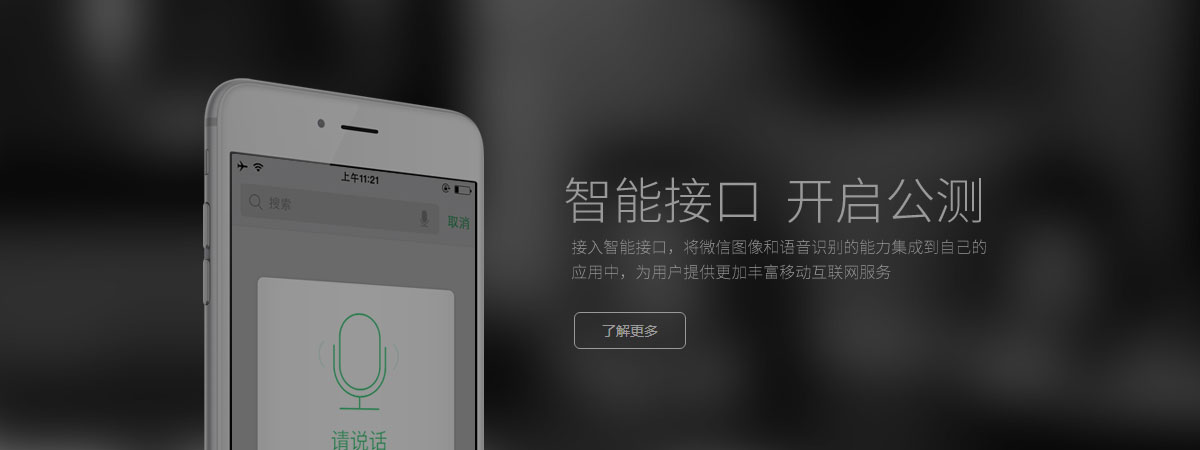 上午11:21
搜索
取消
请说话
智能接口 开启公测
接入智能接口，将微信图像和语音识别的能力集成到自己的
应用中，为用户提供更加丰富移动互联网服务
了解更多